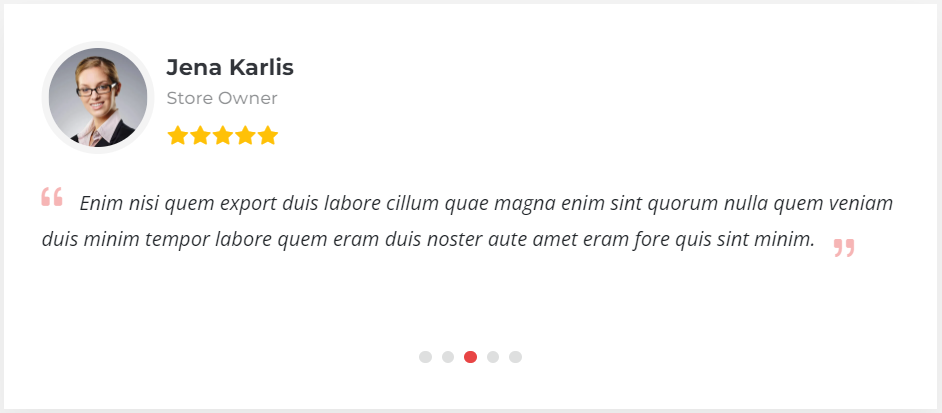 Jena Karlis
Store Owner
“ Enim nisi quem export duis labore cillum quae magna enim sint quorum nulla quem veniam
duis minim tempor labore quem eram duis noster aute amet eram fore quis sint minim. ”